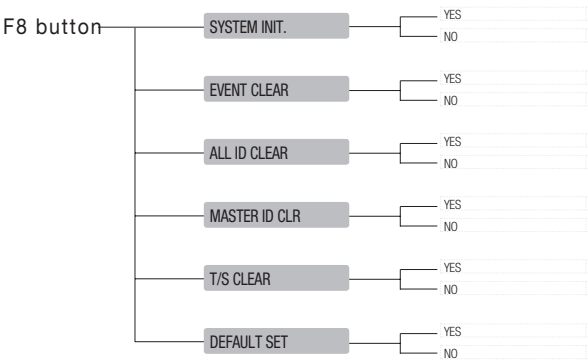 F8 button
SYSTEM INIT.
YES
NO
EVENT CLEAR
YES
NO
ALL ID CLEAR
YES
NO
MASTER ID CLR
YES
NO
T/S CLEAR
YES
NO
DEFAULT SET
YES
NO